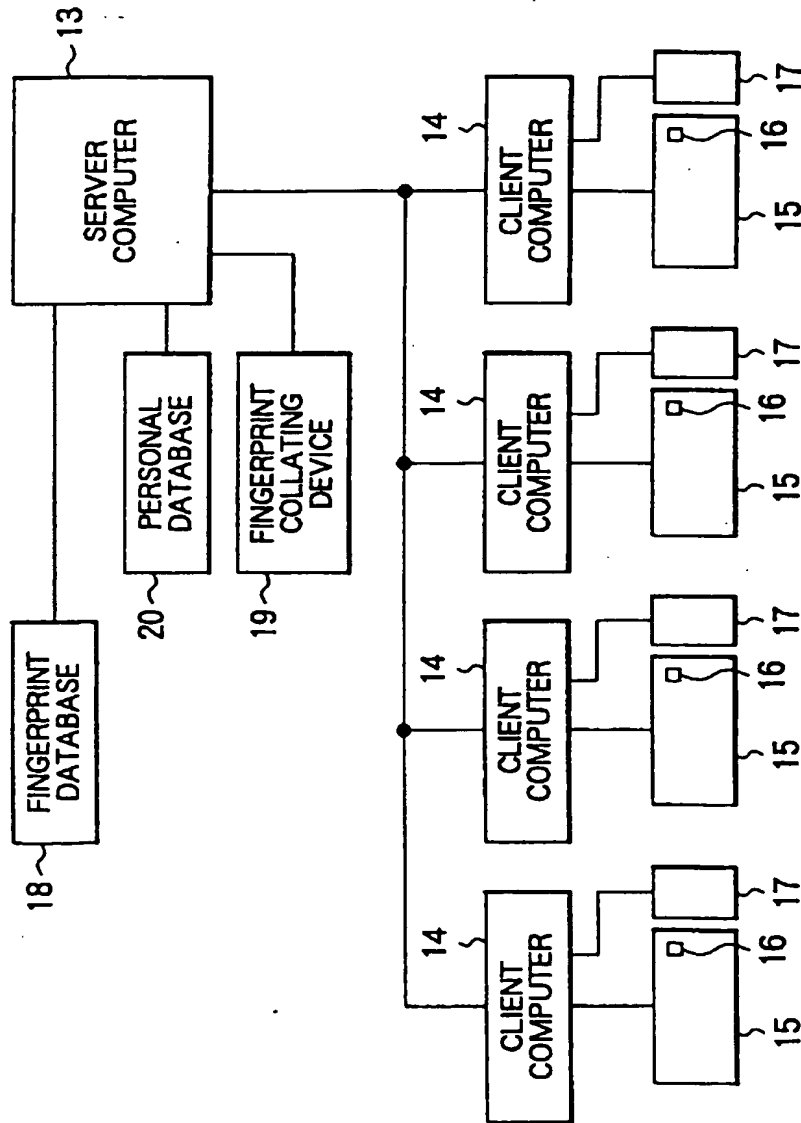 13
SERVER
COMPUTER
FINGERPRINT
DATABASE
18
PERSONAL
DATABASE
20
FINGERPRINT
COLLATING
DEVICE
19
14
CLIENT
COMPUTER
15
16
17
14
CLIENT
COMPUTER
15
16
17
14
CLIENT
COMPUTER
15
16
17
14
CLIENT
COMPUTER
15
16
17